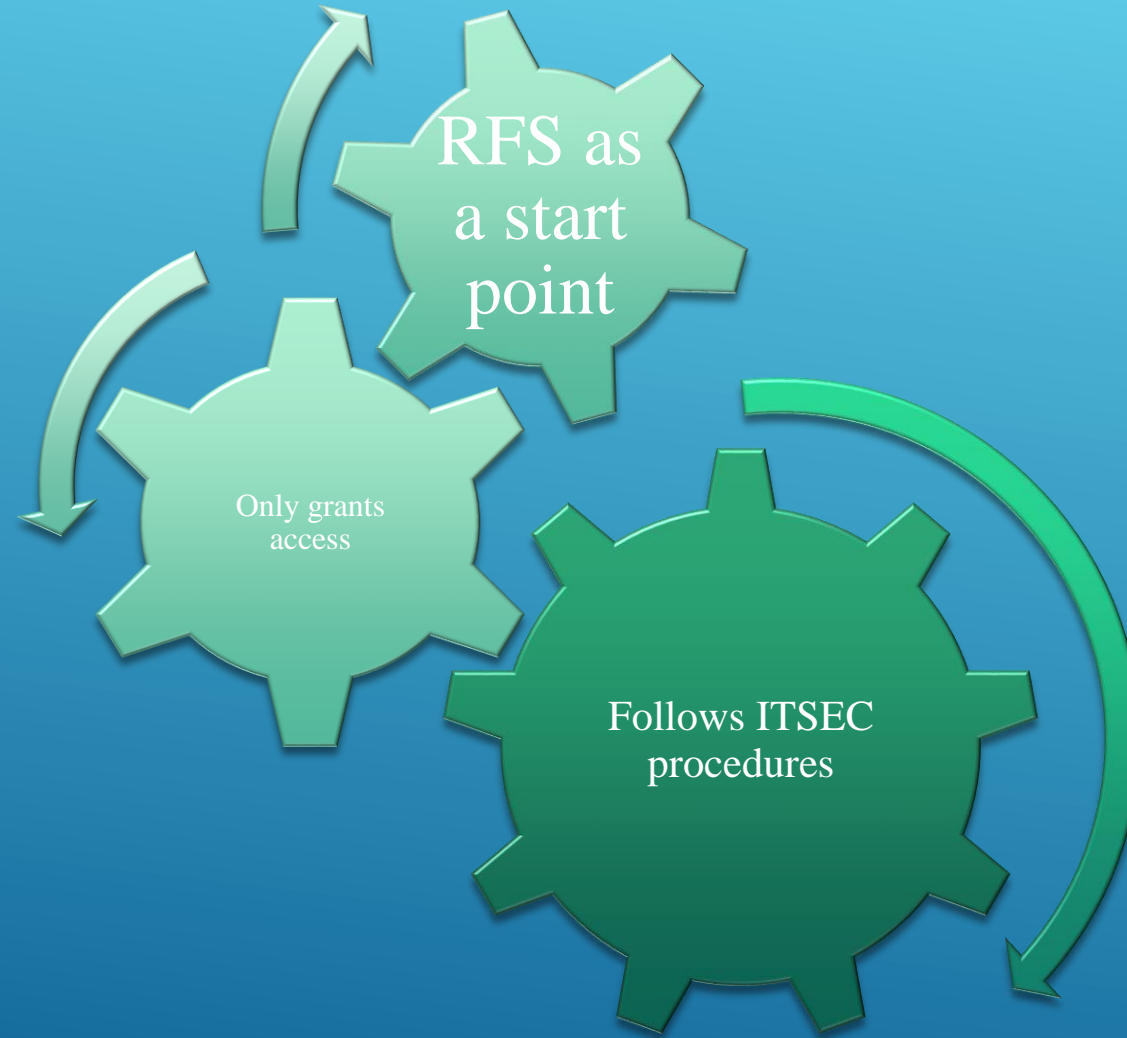 RFS as
a start
point
Only grants
access
Follows ITSEC
procedures